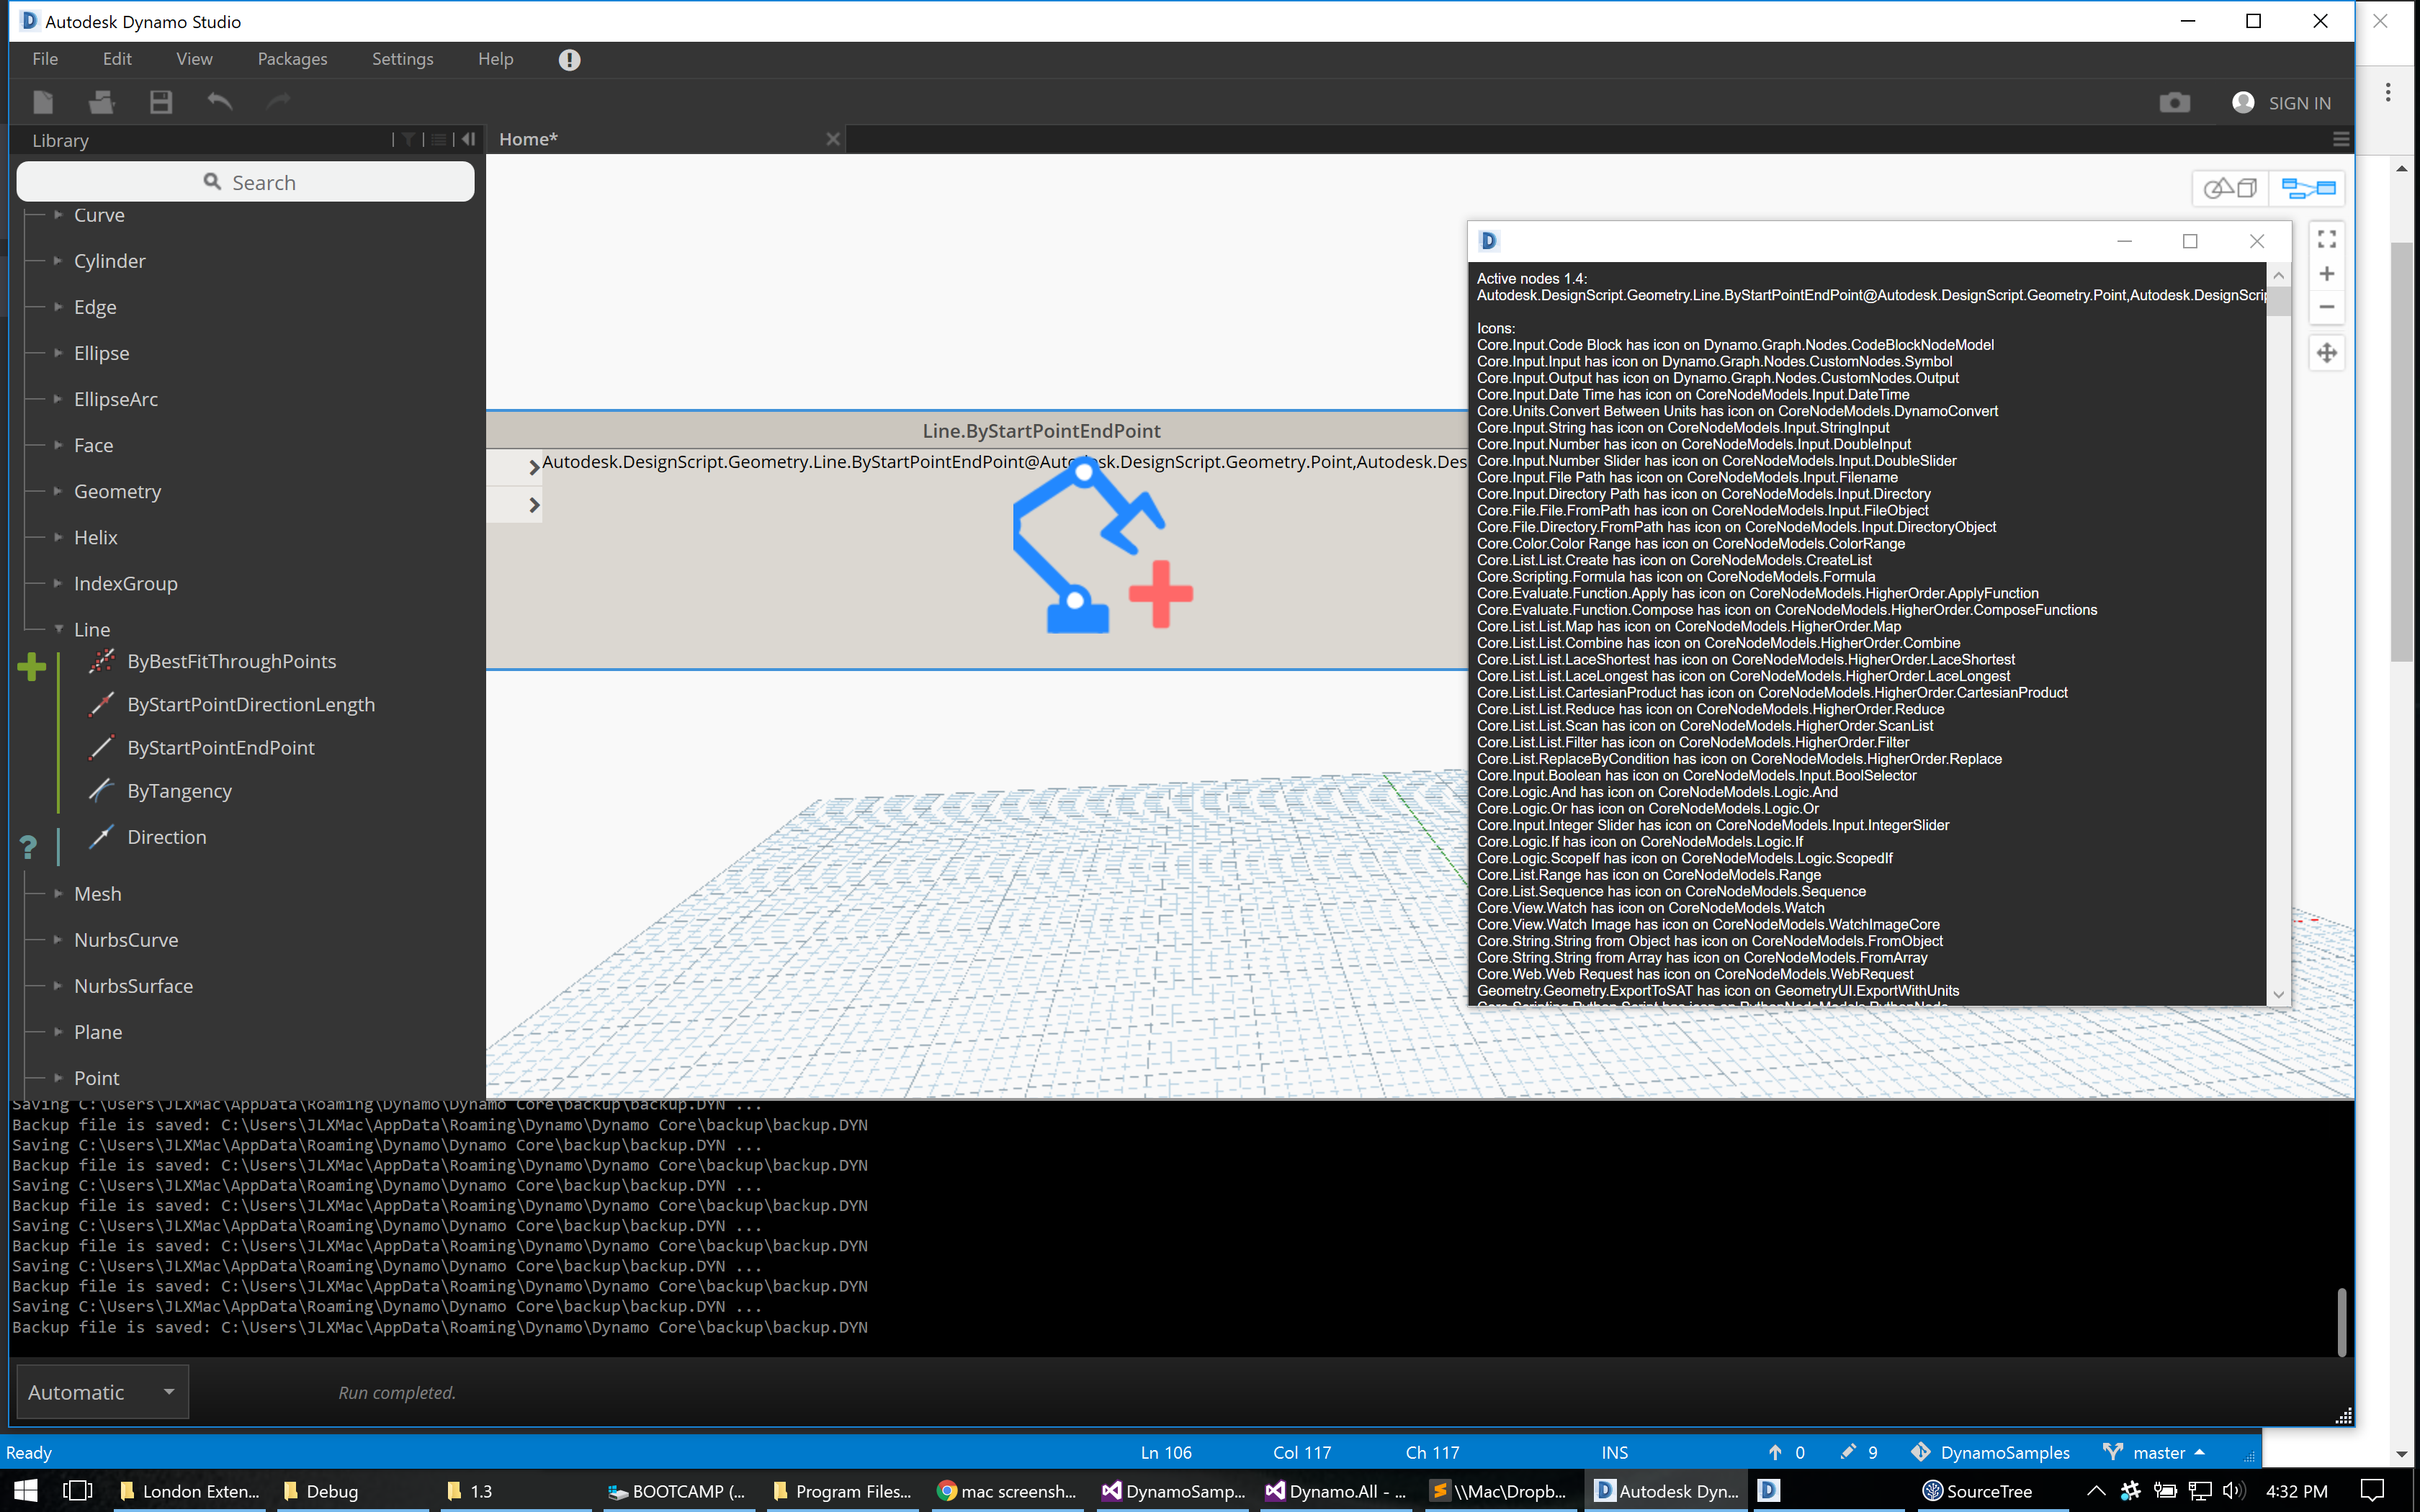 Autodesk Dynamo Studio
File Edit View Packages Settings Help
SIGN IN
Library
Home*
Search
Curve
Cylinder
Edge
Ellipse
EllipseArc
Face
Geometry
Helix
IndexGroup
Line
ByBestFitThroughPoints
ByStartPointDirectionLength
ByStartPointEndPoint
ByTangency
Direction
Mesh
NurbsCurve
NurbsSurface
Plane
Point
Line.ByStartPointEndPoint
Autodesk.DesignScript.Geometry.Line.ByStartPointEndPoint@Autodesk.DesignScript.Geometry.Point,Autodesk.Des
Active nodes 1.4:
Autodesk.DesignScript.Geometry.Line.ByStartPointEndPoint@Autodesk.DesignScript.Geometry.Point,Autodesk.DesignScrip
Icons:
Core.Input.Code Block has icon on Dynamo.Graph.Nodes.CodeBlockNodeModel
Core.Input.Input has icon on Dynamo.Graph.Nodes.CustomNodes.Symbol
Core.Input.Output has icon on Dynamo.Graph.Nodes.CustomNodes.Output
Core.Input.Date Time has icon on CoreNodeModels.Input.DateTime
Core.Units.Convert Between Units has icon on CoreNodeModels.DynamoConvert
Core.Input.String has icon on CoreNodeModels.Input.StringInput
Core.Input.Number has icon on CoreNodeModels.Input.DoubleInput
Core.Input.Number Slider has icon on CoreNodeModels.Input.DoubleSlider
Core.Input.File Path has icon on CoreNodeModels.Input.Filename
Core.Input.Directory Path has icon on CoreNodeModels.Input.Directory
Core.File.File.FromPath has icon on CoreNodeModels.Input.FileObject
Core.File.Directory.FromPath has icon on CoreNodeModels.Input.DirectoryObject
Core.Color.Color Range has icon on CoreNodeModels.ColorRange
Core.List.List.Create has icon on CoreNodeModels.CreateList
Core.Scripting.Formula has icon on CoreNodeModels.Formula
Core.Evaluate.Function.Apply has icon on CoreNodeModels.HigherOrder.ApplyFunction
Core.Evaluate.Function.Compose has icon on CoreNodeModels.HigherOrder.ComposeFunctions
Core.List.List.Map has icon on CoreNodeModels.HigherOrder.Map
Core.List.List.Combine has icon on CoreNodeModels.HigherOrder.Combine
Core.List.List.LaceShortest has icon on CoreNodeModels.HigherOrder.LaceShortest
Core.List.List.LaceLongest has icon on CoreNodeModels.HigherOrder.LaceLongest
Core.List.List.CartesianProduct has icon on CoreNodeModels.HigherOrder.CartesianProduct
Core.List.List.Reduce has icon on CoreNodeModels.HigherOrder.Reduce
Core.List.List.Scan has icon on CoreNodeModels.HigherOrder.ScanList
Core.List.List.Filter has icon on CoreNodeModels.HigherOrder.Filter
Core.List.ReplaceByCondition has icon on CoreNodeModels.HigherOrder.Replace
Core.Input.Boolean has icon on CoreNodeModels.Input.BoolSelector
Core.Logic.And has icon on CoreNodeModels.Logic.And
Core.Logic.Or has icon on CoreNodeModels.Logic.Or
Core.Input.Integer Slider has icon on CoreNodeModels.Input.IntegerSlider
Core.Logic.If has icon on CoreNodeModels.Logic.If
Core.Logic.ScopeIf has icon on CoreNodeModels.Logic.ScopedIf
Core.List.Range has icon on CoreNodeModels.Range
Core.List.Sequence has icon on CoreNodeModels.Sequence
Core.View.Watch has icon on CoreNodeModels.Watch
Core.View.Watch Image has icon on CoreNodeModels.WatchImageCore
Core.String.String from Object has icon on CoreNodeModels.FromObject
Core.String.String from Array has icon on CoreNodeModels.FromArray
Core.Web.Web Request has icon on CoreNodeModels.WebRequest
Geometry.Geometry.ExportToSAT has icon on GeometryUI.ExportWithUnits
Core.Scripting.Python Script has icon on PythonNodeModels.PythonNode
Saving C:\Users\JLXMac\AppData\Roaming\Dynamo\Dynamo Core\backup\backup.DYN ...
Backup file is saved: C:\Users\JLXMac\AppData\Roaming\Dynamo\Dynamo Core\backup\backup.DYN
Saving C:\Users\JLXMac\AppData\Roaming\Dynamo\Dynamo Core\backup\backup.DYN ...
Backup file is saved: C:\Users\JLXMac\AppData\Roaming\Dynamo\Dynamo Core\backup\backup.DYN
Saving C:\Users\JLXMac\AppData\Roaming\Dynamo\Dynamo Core\backup\backup.DYN ...
Backup file is saved: C:\Users\JLXMac\AppData\Roaming\Dynamo\Dynamo Core\backup\backup.DYN
Saving C:\Users\JLXMac\AppData\Roaming\Dynamo\Dynamo Core\backup\backup.DYN ...
Backup file is saved: C:\Users\JLXMac\AppData\Roaming\Dynamo\Dynamo Core\backup\backup.DYN
Saving C:\Users\JLXMac\AppData\Roaming\Dynamo\Dynamo Core\backup\backup.DYN ...
Backup file is saved: C:\Users\JLXMac\AppData\Roaming\Dynamo\Dynamo Core\backup\backup.DYN
Saving C:\Users\JLXMac\AppData\Roaming\Dynamo\Dynamo Core\backup\backup.DYN ...
Backup file is saved: C:\Users\JLXMac\AppData\Roaming\Dynamo\Dynamo Core\backup\backup.DYN
Automatic
Run completed.
Ready Ln 106 Col 117 Ch 117 INS 0 9 DynamoSamples master
London Exten... Debug 1.3 BOOTCAMP (... Program Files... mac screensh... DynamoSamp... Dynamo.All - ... \\Mac\Dropb... Autodesk Dyn... SourceTree 4:32 PM